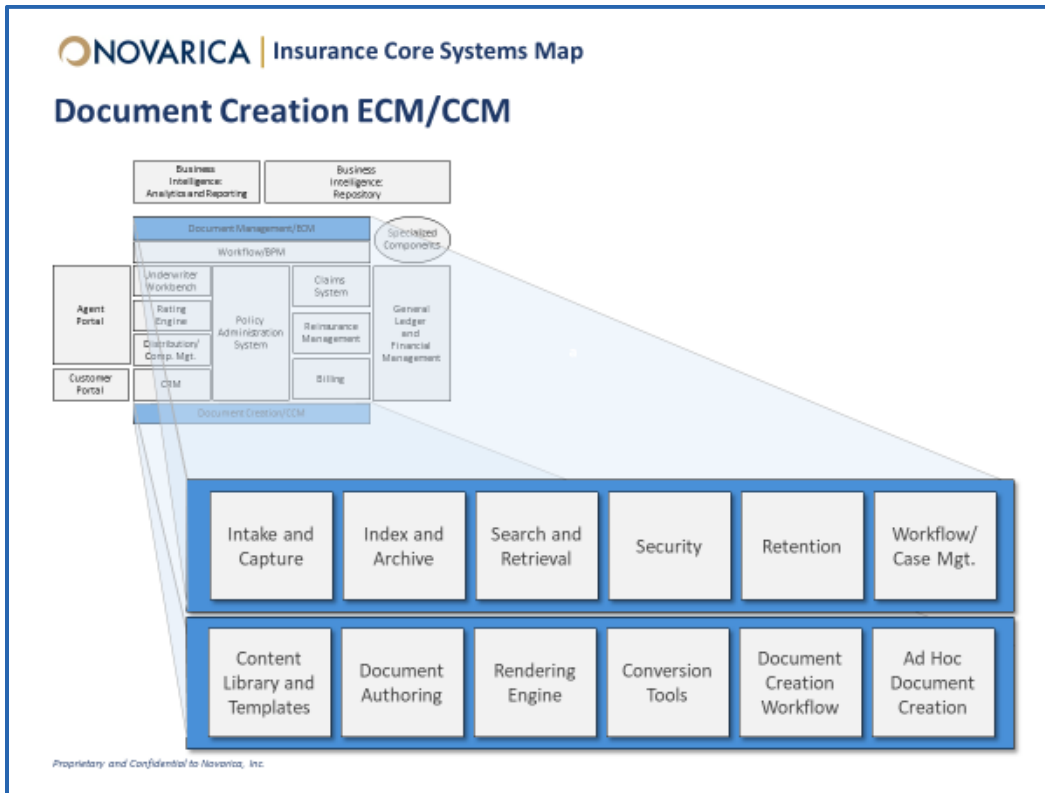 NOVARICA | Insurance Core Systems Map
Document Creation ECM/CCM
Business
Intelligence:
Analytics and Reporting
Business
Intelligence:
Repository
Document Management/ECM
Specialized
Components
Workflow/BPM
Agent
Portal
Customer
Portal
Underwriter
Workbench
Rating
Engine
Distribution/
Comp. Mgt.
CRM
Policy
Administration
System
Claims
System
Reinsurance
Management
Billing
General
Ledger
and
Financial
Management
Document Creation/CCM
Intake and
Capture
Index and
Archive
Search and
Retrieval
Security
Retention
Workflow/
Case Mgt.
Content
Library and
Templates
Document
Authoring
Rendering
Engine
Conversion
Tools
Document
Creation
Workflow
Ad Hoc
Document
Creation
Proprietary and Confidential to Novarica, Inc.